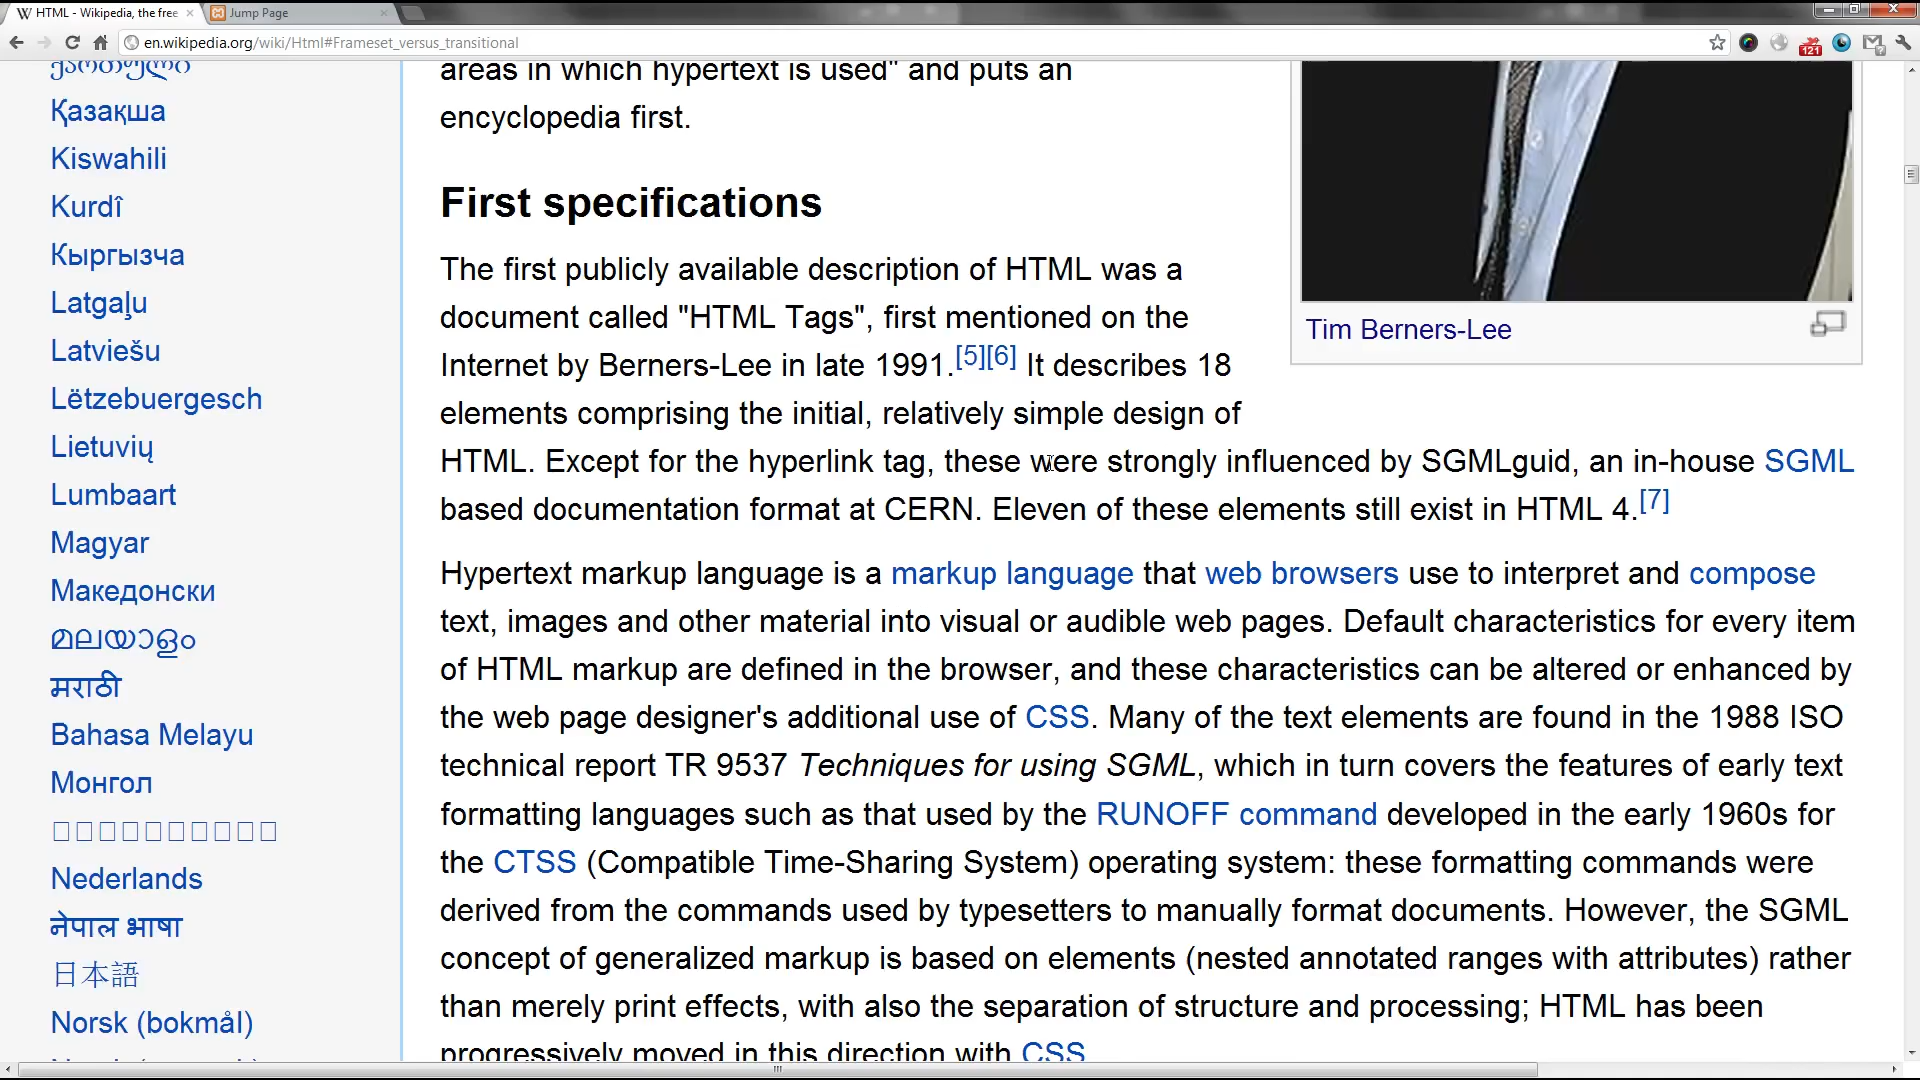 HTML - Wikipedia, the free
Jump Page
en.wikipedia.org/wiki/Html#Frameset_versus_transitional
121
Қазақша
Kiswahili
Kurdî
Кыргызча
Latgaļu
Latviešu
Lëtzebuergesch
Lietuvių
Lumbaart
Magyar
Македонски
മലയാളം
मराठी
Bahasa Melayu
Монгол
Nederlands
नेपाल भाषा
日本語
Norsk (bokmål)
areas in which hypertext is used" and puts an
encyclopedia first.
First specifications
The first publicly available description of HTML was a
document called "HTML Tags", first mentioned on the
Internet by Berners-Lee in late 1991.[5][6] It describes 18
elements comprising the initial, relatively simple design of
HTML. Except for the hyperlink tag, these were strongly influenced by SGMLguid, an in-house SGML
based documentation format at CERN. Eleven of these elements still exist in HTML 4.[7]
Tim Berners-Lee
Hypertext markup language is a markup language that web browsers use to interpret and compose
text, images and other material into visual or audible web pages. Default characteristics for every item
of HTML markup are defined in the browser, and these characteristics can be altered or enhanced by
the web page designer's additional use of CSS. Many of the text elements are found in the 1988 ISO
technical report TR 9537 Techniques for using SGML, which in turn covers the features of early text
formatting languages such as that used by the RUNOFF command developed in the early 1960s for
the CTSS (Compatible Time-Sharing System) operating system: these formatting commands were
derived from the commands used by typesetters to manually format documents. However, the SGML
concept of generalized markup is based on elements (nested annotated ranges with attributes) rather
than merely print effects, with also the separation of structure and processing; HTML has been
progressively moved in this direction with CSS